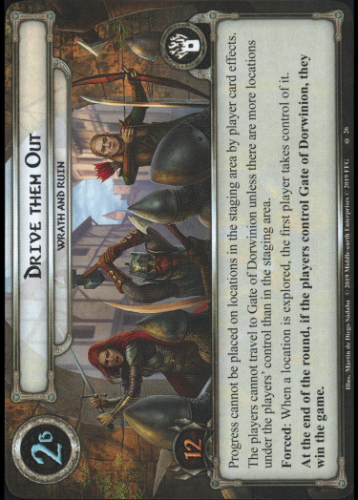 2B
DRIVE THEM OUT
WRATH AND RUIN
12
Progress cannot be placed on locations in the staging area by player card effects.
The players cannot travel to Gate of Dorwinion unless there are more locations
under the players' control than in the staging area.
Forced: When a location is explored, the first player takes control of it.
At the end of the round, if the players control Gate of Dorwinion, they
win the game.
Illus. Martin de Diego Sádaba © 2019 Middle-earth Enterprises © 2019 FFG 26